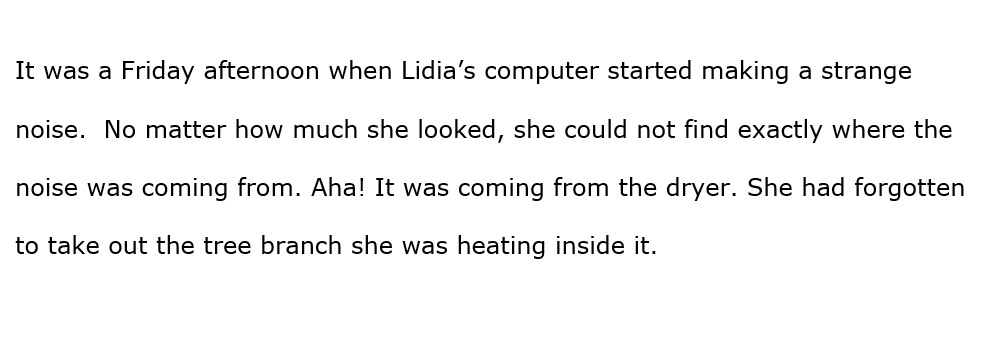 It was a Friday afternoon when Lidia’s computer started making a strange
noise.  No matter how much she looked, she could not find exactly where the
noise was coming from. Aha! It was coming from the dryer. She had forgotten
to take out the tree branch she was heating inside it.